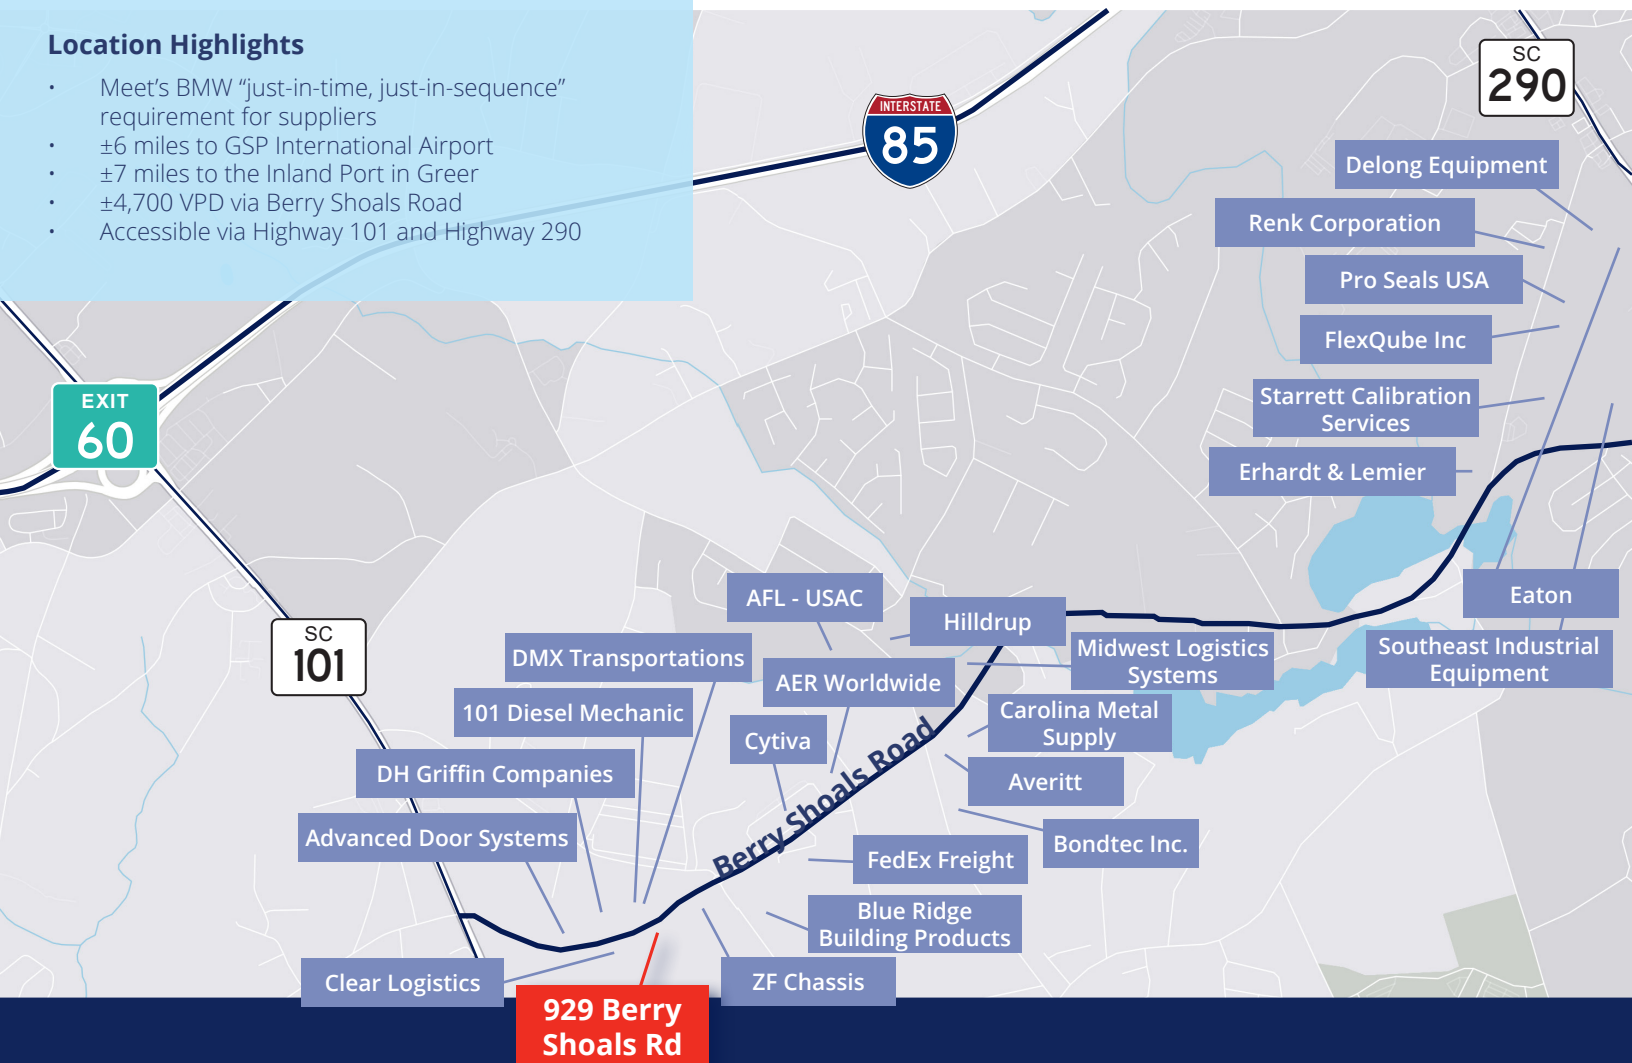 Location Highlights
• Meet's BMW “just-in-time, just-in-sequence”
requirement for suppliers
• ±6 miles to GSP International Airport
• ±7 miles to the Inland Port in Greer
• ±4,700 VPD via Berry Shoals Road
• Accessible via Highway 101 and Highway 290
SC
290
INTERSTATE
85
Delong Equipment
Renk Corporation
Pro Seals USA
FlexQube Inc
Starrett Calibration
Services
Erhardt & Lemier
EXIT
60
SC
101
AFL - USAC
Hilldrup
Eaton
DMX Transportations
AER Worldwide
Midwest Logistics
Systems
Southeast Industrial
Equipment
101 Diesel Mechanic
Cytiva
Carolina Metal
Supply
DH Griffin Companies
Averitt
Berry Shoals Road
Advanced Door Systems
FedEx Freight
Bondtec Inc.
Blue Ridge
Building Products
Clear Logistics
ZF Chassis
929 Berry
Shoals Rd